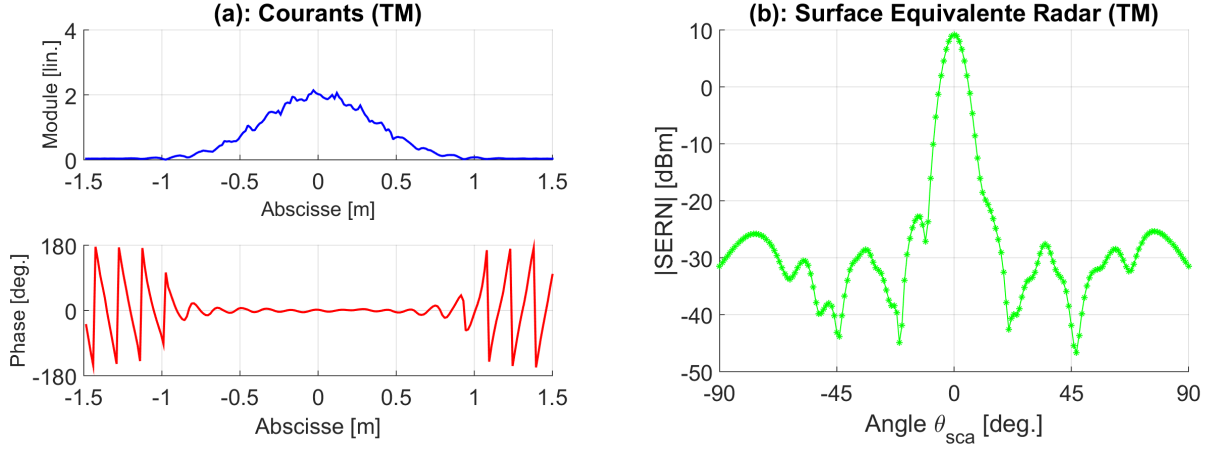 (a): Courants (TM)
Module [lin.]
4
2
0
-1.5 -1 -0.5 0 0.5 1 1.5
Abscisse [m]
Phase [deg.]
180
0
-180
-1.5 -1 -0.5 0 0.5 1 1.5
Abscisse [m]
(b): Surface Equivalente Radar (TM)
|SERN| [dBm]
10
0
-10
-20
-30
-40
-50
-90 -45 0 45 90
Angle θsca [deg.]